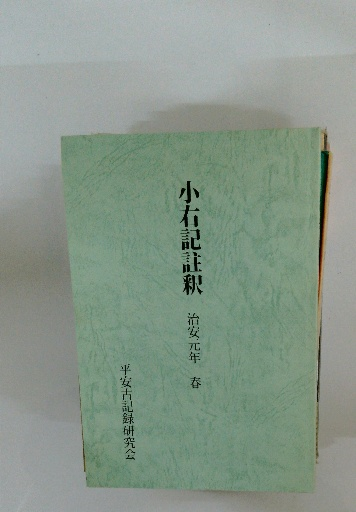 小右記註釈
治安元年　春
平安古記録研究会